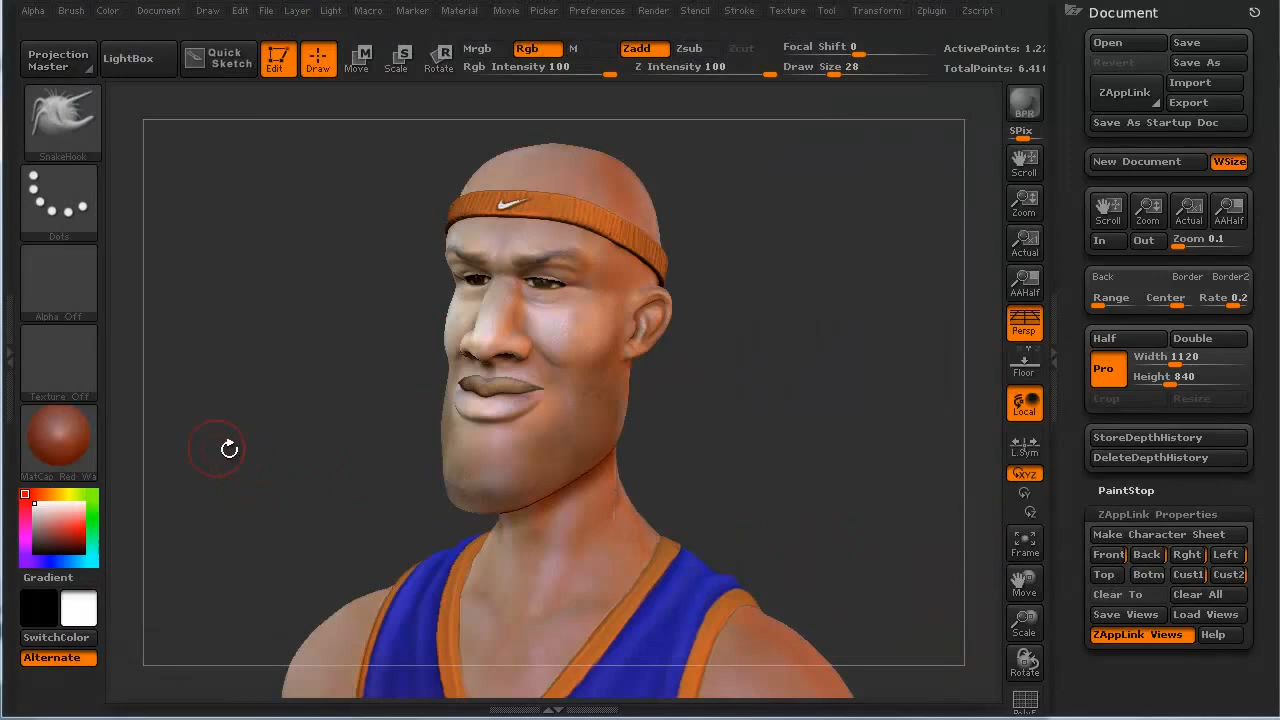 Alpha Brush Color Document Draw Edit File Layer Light Macro Marker Material Movie Picker Preferences Render Stencil Stroke Texture Tool Transform Zplugin Zscript
Document
Projection Master
LightBox
Quick Sketch
Edit
Draw
Move
Scale
Rotate
Mrgb
Rgb
M
Rgb Intensity 100
Zadd
Zsub
Zcut
Z Intensity 100
Focal Shift 0
Draw Size 28
ActivePoints: 1.22
TotalPoints: 6.416
SnakeHook
Dots
Alpha Off
Texture Off
MatCap Red Wa
Gradient
SwitchColor
Alternate
BPR
SPix
Scroll
Zoom
Actual
AAHalf
Persp
Floor
Local
L.Sym
XYZ
Frame
Move
Scale
Rotate
PolyF
Open
Save
Revert
Save As
ZAppLink
Import
Export
Save As Startup Doc
New Document
WSize
Scroll
Zoom
Actual
AAHalf
In
Out
Zoom 0.1
Back
Border
Border2
Range
Center
Rate 0.2
Half
Double
Pro
Width 1120
Height 840
Crop
Resize
StoreDepthHistory
DeleteDepthHistory
PaintStop
ZAppLink Properties
Make Character Sheet
Front
Back
Rght
Left
Top
Botm
Cust1
Cust2
Clear To
Clear All
Save Views
Load Views
ZAppLink Views
Help